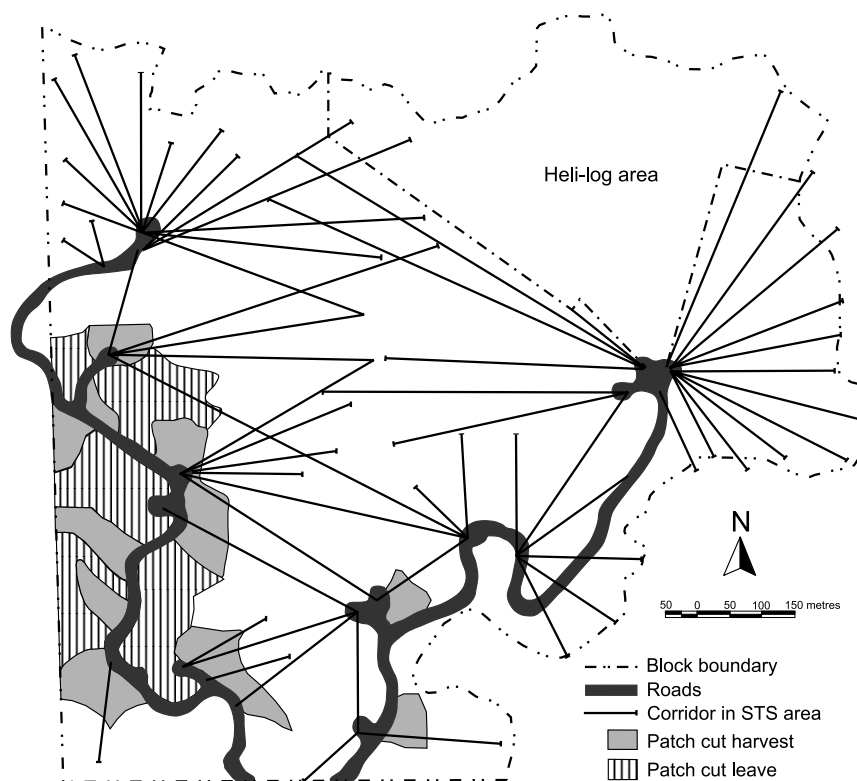 Heli-log area
N
50 0 50 100 150 metres
Block boundary
Roads
Corridor in STS area
Patch cut harvest
Patch cut leave